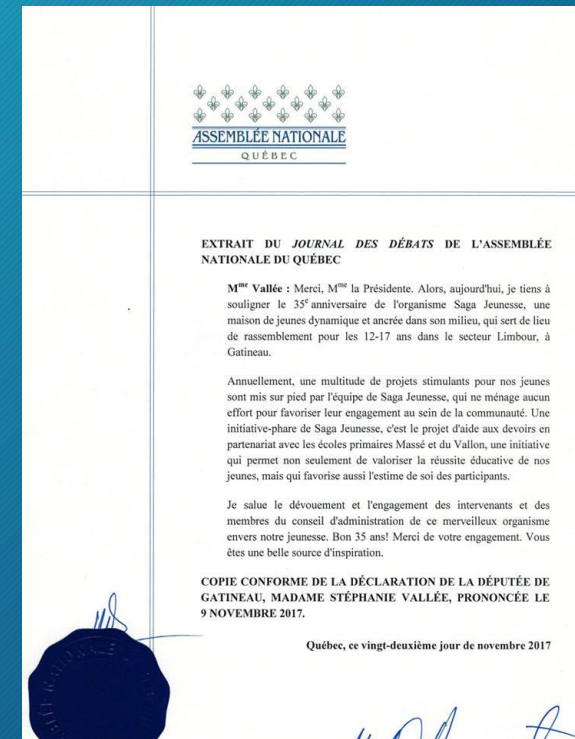 ASSEMBLÉE NATIONALE
QUÉBEC
EXTRAIT DU JOURNAL DES DÉBATS DE L'ASSEMBLÉE
NATIONALE DU QUÉBEC
Mme Vallée : Merci, Mme la Présidente. Alors, aujourd'hui, je tiens à
souligner le 35e anniversaire de l'organisme Saga Jeunesse, une
maison de jeunes dynamique et ancrée dans son milieu, qui sert de lieu
de rassemblement pour les 12-17 ans dans le secteur Limbour, à
Gatineau.
Annuellement, une multitude de projets stimulants pour nos jeunes
sont mis sur pied par l'équipe de Saga Jeunesse, qui ne ménage aucun
effort pour favoriser leur engagement au sein de la communauté. Une
initiative-phare de Saga Jeunesse, c'est le projet d'aide aux devoirs en
partenariat avec les écoles primaires Massé et du Vallon, une initiative
qui permet non seulement de valoriser la réussite éducative de nos
jeunes, mais qui favorise aussi l'estime de soi des participants.
Je salue le dévouement et l'engagement des intervenants et des
membres du conseil d'administration de ce merveilleux organisme
envers notre jeunesse. Bon 35 ans! Merci de votre engagement. Vous
êtes une belle source d'inspiration.
COPIE CONFORME DE LA DÉCLARATION DE LA DÉPUTÉE DE
GATINEAU, MADAME STÉPHANIE VALLÉE, PRONONCÉE LE
9 NOVEMBRE 2017.
Québec, ce vingt-deuxième jour de novembre 2017